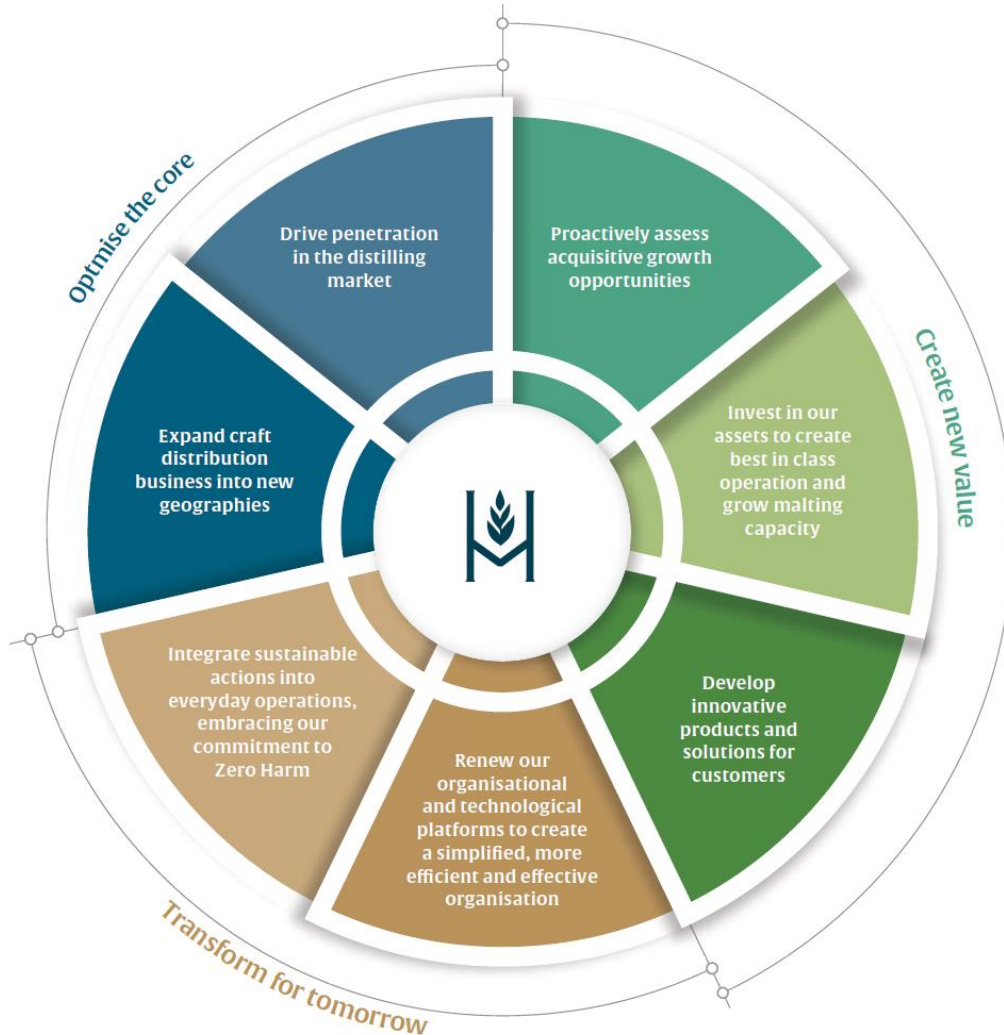 Optmise the core
Drive penetration
in the distilling
market
Expand craft
distribution
business into new
geographies
Create new value
Proactively assess
acquisitive growth
opportunities
Invest in our
assets to create
best in class
operation and
grow malting
capacity
Develop
innovative
products and
solutions for
customers
Transform for tomorrow
Renew our
organisational
and technological
platforms to create
a simplified, more
efficient and effective
organisation
Integrate sustainable
actions into
everyday operations,
embracing our
commitment to
Zero Harm